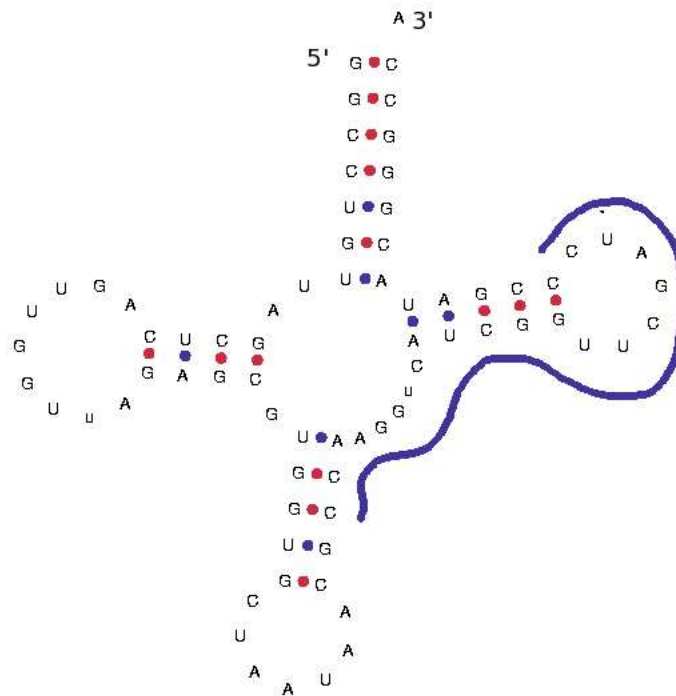 A 3'
5' G C
G C
C G
C G
U G
G C C U A
U G A U U A U A G C C G
U A
C U C G A U C G G C
G U U
G A G C C
G U
U U A G G G
U A A
G C
G C
U G
G C
C A
U A
A A U